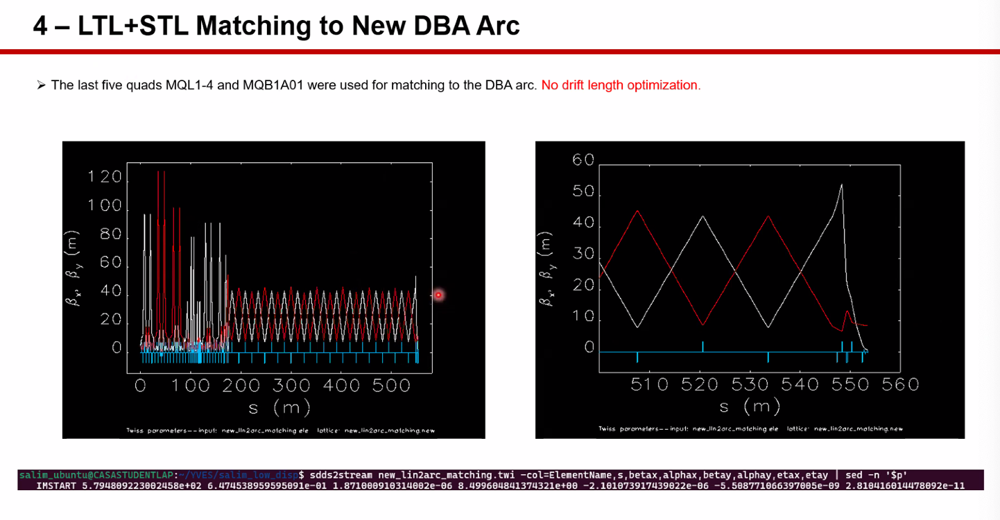 4 – LTL+STL Matching to New DBA Arc
➢ The last five quads MQL1-4 and MQB1A01 were used for matching to the DBA arc. No drift length optimization.
120
100
80
60
40
20
0
βx, βy (m)
0 100 200 300 400 500
s (m)
Twiss parameters--input: new_lin2arc_matching.ele lattice: new_lin2arc_matching.new
60
50
40
30
20
10
0
βx, βy (m)
510 520 530 540 550 560
s (m)
Twiss parameters--input: new_lin2arc_matching.ele lattice: new_lin2arc_matching.new
salim_ubuntu@CASASTUDENTLAP:~/YVES/salim_low_disp$ sdds2stream new_lin2arc_matching.twi -col=ElementName,s,betax,alphax,betay,alphay,etax,etay | sed -n '$p'
IMSTART 5.794809223002458e+02 6.474538959595091e-01 1.871000910314002e-06 8.499604841374321e+00 -2.101073917439022e-06 -5.508771066397005e-09 2.810416014478092e-11